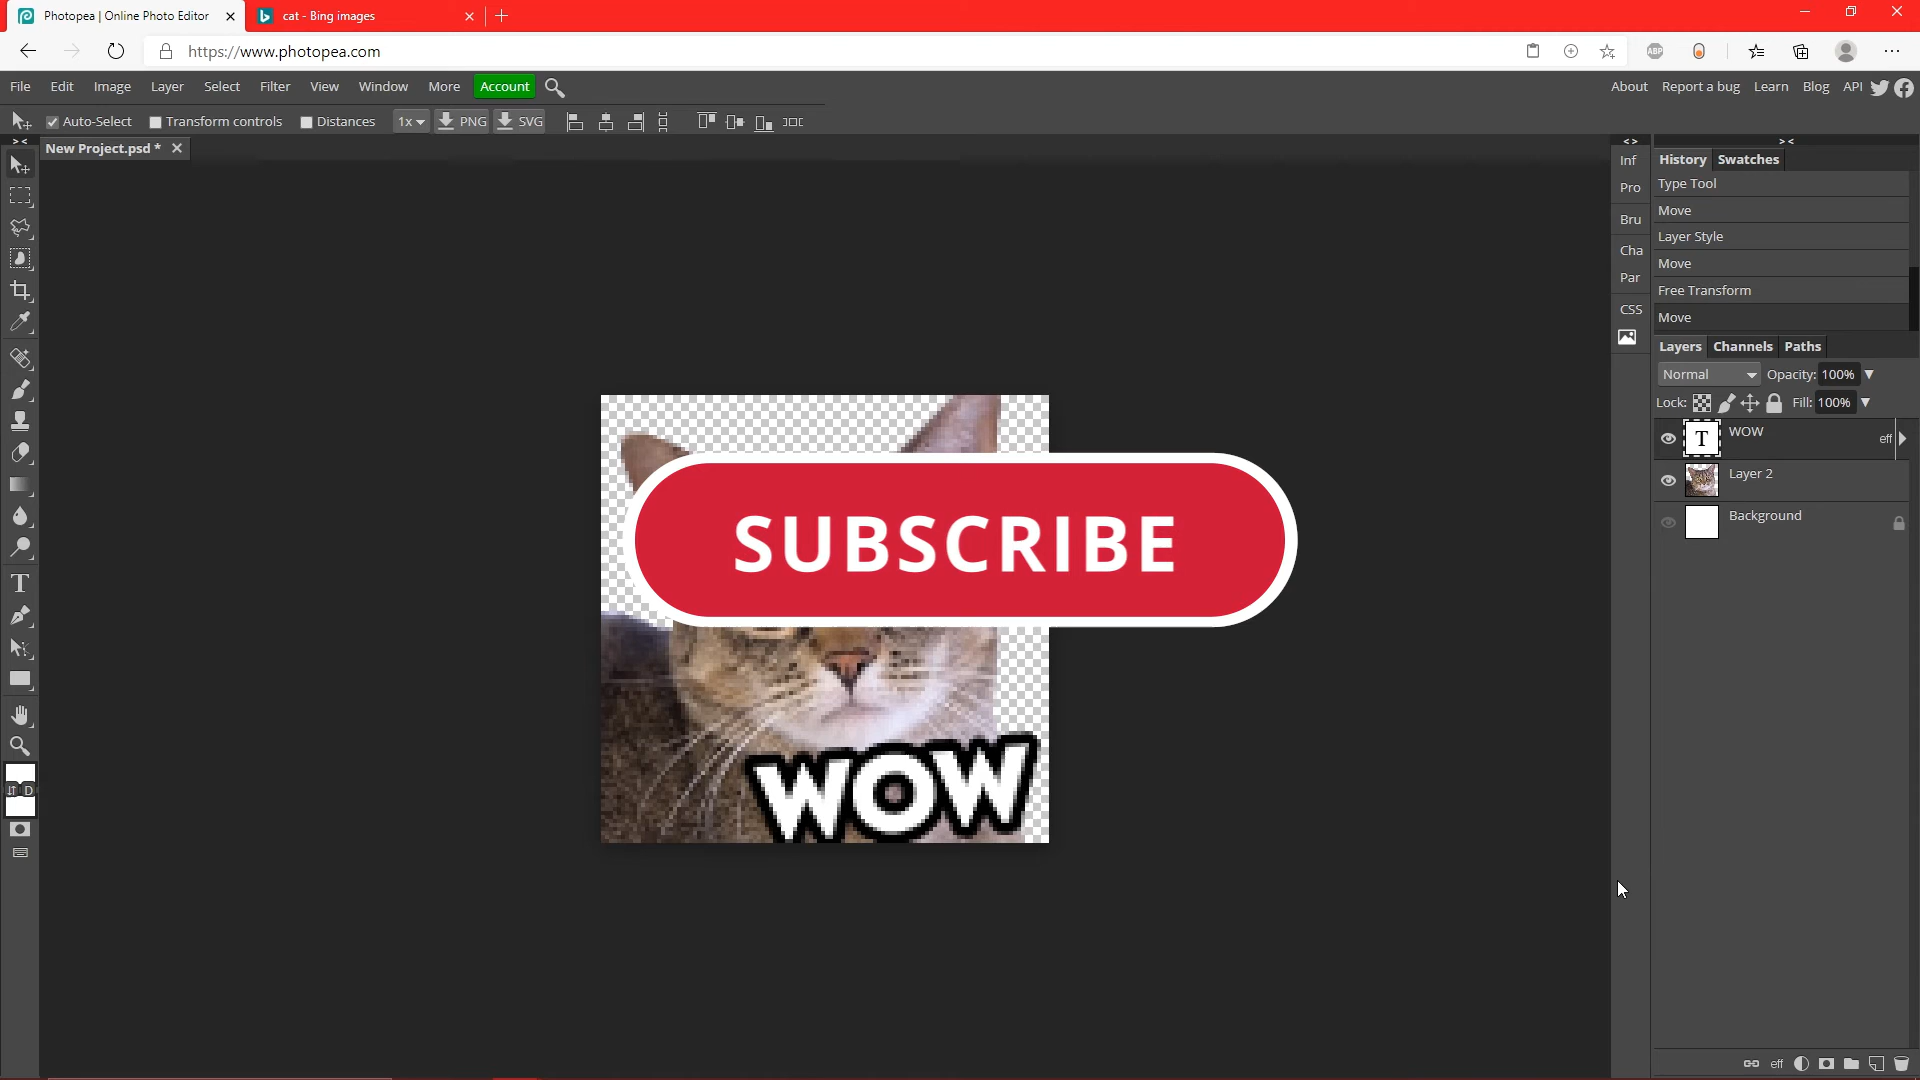 Photopea | Online Photo Editor
cat - Bing images
https://www.photopea.com
File Edit Image Layer Select Filter View Window More Account
About Report a bug Learn Blog API
Auto-Select Transform controls Distances 1x PNG SVG
New Project.psd *
Inf
Pro
Bru
Cha
Par
CSS
History Swatches
Type Tool
Move
Layer Style
Move
Free Transform
Move
Layers Channels Paths
Normal Opacity: 100%
Lock: Fill: 100%
T WOW eff
Layer 2
Background
SUBSCRIBE
WOW
T
D
eff